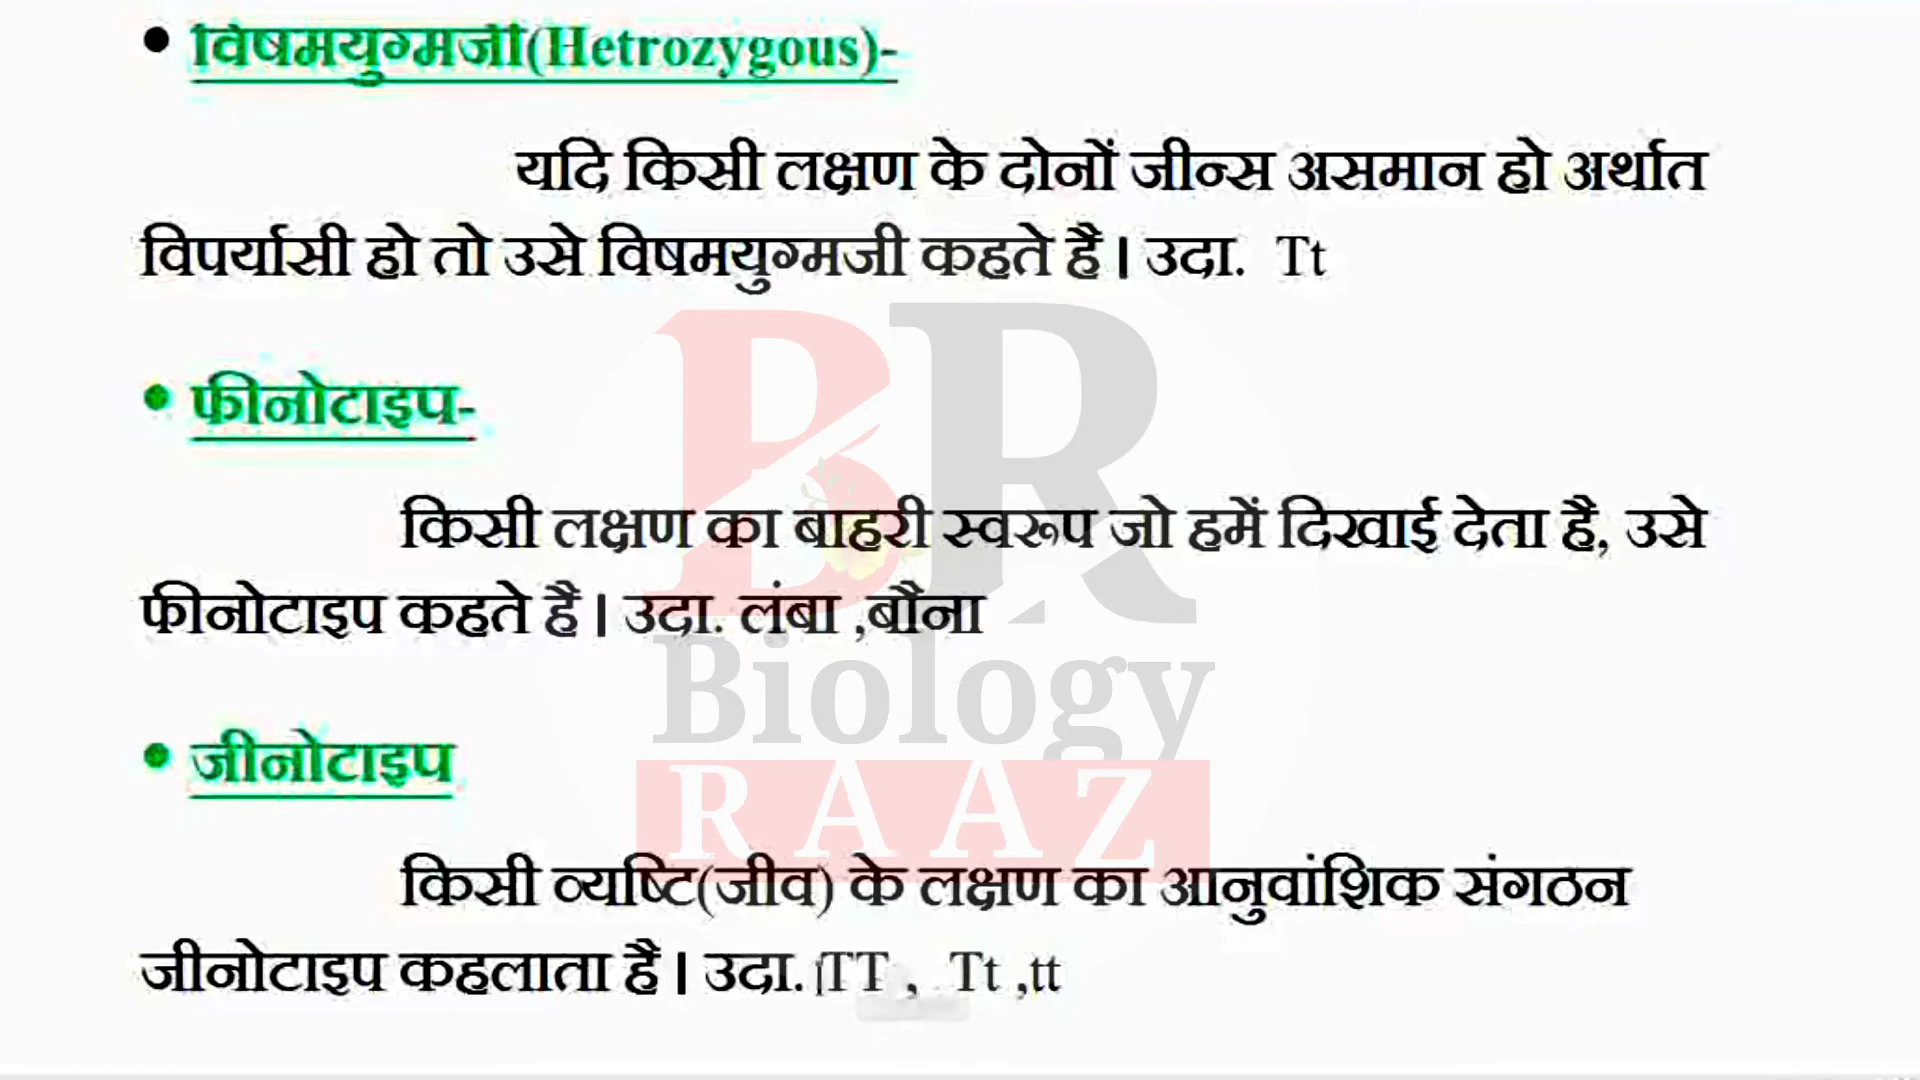 • विषमयुग्मजी(Hetrozygous)-
यदि किसी लक्षण के दोनों जीन्स असमान हो अर्थात
विपर्यासी हो तो उसे विषमयुग्मजी कहते है। उदा. Tt
• फीनोटाइप-
किसी लक्षण का बाहरी स्वरूप जो हमें दिखाई देता है, उसे
फीनोटाइप कहते है। उदा. लंबा ,बौना
• जीनोटाइप
किसी व्यष्टि(जीव) के लक्षण का आनुवांशिक संगठन
जीनोटाइप कहलाता है। उदा. TT , Tt ,tt
BR
Biology
RAAZ